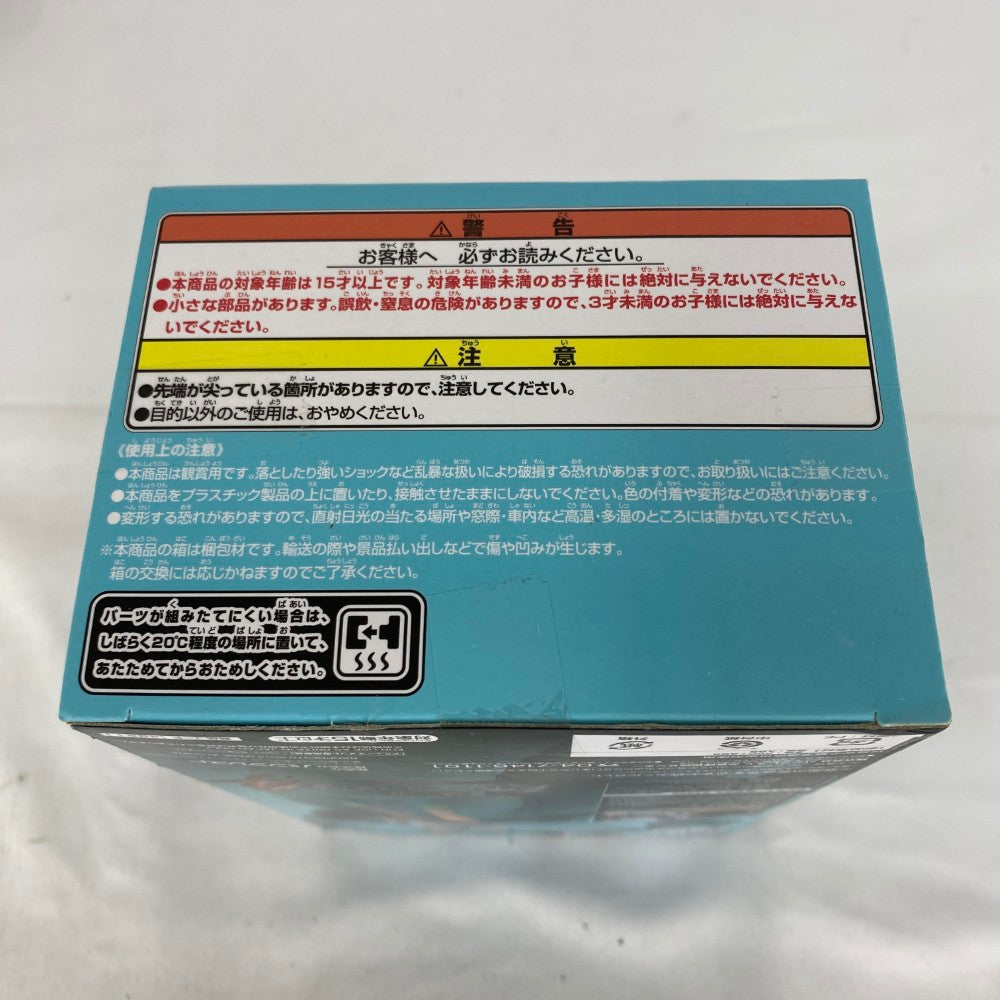 ⚠警告
お客様へ 必ずお読みください。
●本商品の対象年齢は15才以上です。対象年齢未満のお子様には絶対に与えないでください。
●小さな部品があります。誤飲・窒息の危険がありますので、3才未満のお子様には絶対に与えな
いでください。
⚠注意
●先端が尖っている箇所がありますので、注意してください。
●目的以外のご使用は、おやめください。
《使用上の注意》
●本商品は観賞用です。落としたり強いショックなど乱暴な扱いにより破損する恐れがありますので、お取り扱いにはご注意ください。
●本商品をプラスチック製品の上に置いたり、接触させたままにしないでください。色の付着や変形などの恐れがあります。
●変形する恐れがありますので、直射日光の当たる場所や窓際・車内など高温・多湿のところには置かないでください。
※本商品の箱は梱包材です。輸送の際や景品払い出しなどで傷や凹みが生じます。
箱の交換には応じかねますのでご了承ください。
パーツが組みたてにくい場合は、
しばらく20℃程度の場所に置いて、
あたためてからおためしください。
対象年齢15才以上